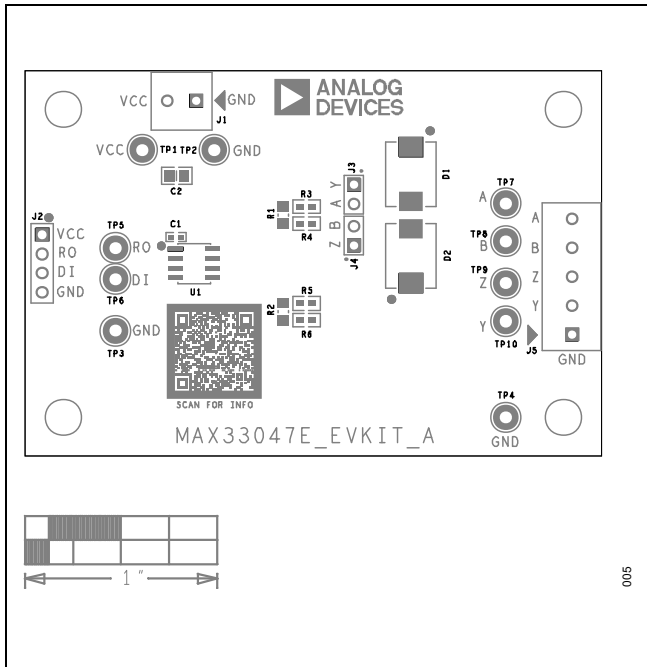 ANALOG
DEVICES
VCC
GND
J1
VCC
TP1
TP2
GND
C2
J3
Y
A
B
Z
J4
D1
D2
R1
R3
R4
R2
R5
R6
J2
VCC
RO
DI
GND
TP5
RO
TP6
DI
TP3
GND
C1
U1
SCAN FOR INFO
TP7
A
TP8
B
TP9
Z
Y
TP10
A
B
Z
Y
J5
GND
TP4
GND
MAX33047E_EVKIT_A
1"
005